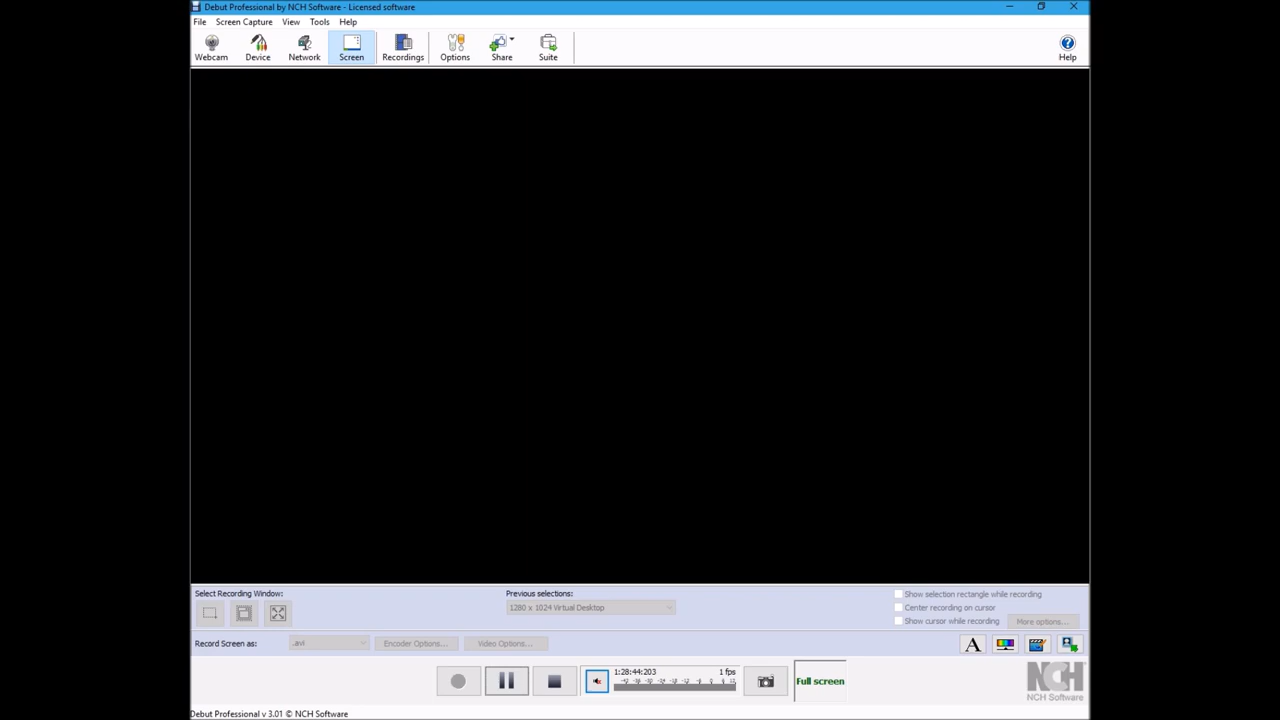 Debut Professional by NCH Software - Licensed software
File Screen Capture View Tools Help
Webcam Device Network Screen Recordings Options Share Suite Help
Select Recording Window:
Previous selections:
1280 x 1024 Virtual Desktop
Show selection rectangle while recording
Center recording on cursor
Show cursor while recording
More options...
Record Screen as: .avi Encoder Options... Video Options...
A
1:28:44:203 1 fps
Full screen
NCH
NCH Software
Debut Professional v 3.01 © NCH Software